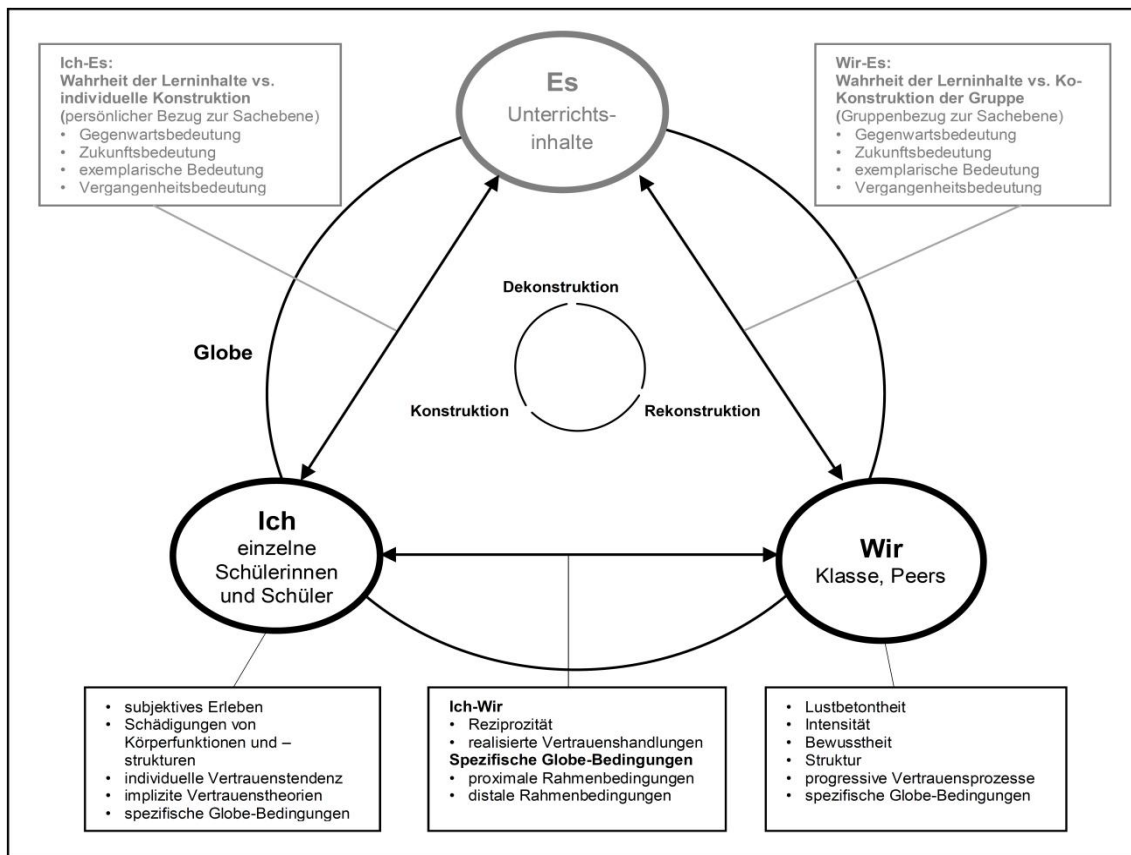 Ich-Es:
Wahrheit der Lerninhalte vs.
individuelle Konstruktion
(persönlicher Bezug zur Sachebene)
• Gegenwartsbedeutung
• Zukunftsbedeutung
• exemplarische Bedeutung
• Vergangenheitsbedeutung
Es
Unterrichts-
inhalte
Wir-Es:
Wahrheit der Lerninhalte vs. Ko-
Konstruktion der Gruppe
(Gruppenbezug zur Sachebene)
• Gegenwartsbedeutung
• Zukunftsbedeutung
• exemplarische Bedeutung
• Vergangenheitsbedeutung
Globe
Dekonstruktion
Konstruktion
Rekonstruktion
Ich
einzelne
Schülerinnen
und Schüler
Wir
Klasse, Peers
• subjektives Erleben
• Schädigungen von
Körperfunktionen und –
strukturen
• individuelle Vertrauenstendenz
• implizite Vertrauenstheorien
• spezifische Globe-Bedingungen
Ich-Wir
• Reziprozität
• realisierte Vertrauenshandlungen
Spezifische Globe-Bedingungen
• proximale Rahmenbedingungen
• distale Rahmenbedingungen
• Lustbetontheit
• Intensität
• Bewusstheit
• Struktur
• progressive Vertrauensprozesse
• spezifische Globe-Bedingungen